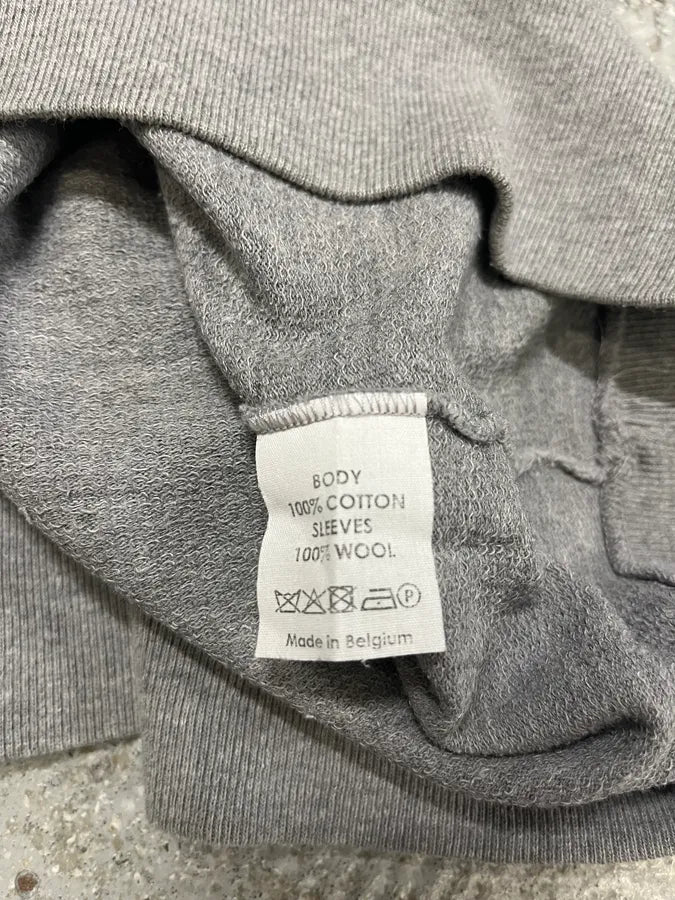 BODY
100% COTTON
SLEEVES
100% WOOL
P
Made in Belgium